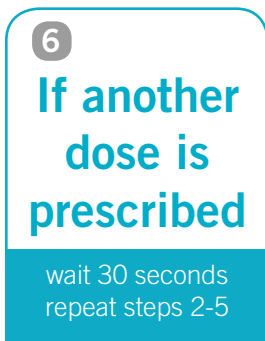 6
If another
dose is
prescribed
wait 30 seconds
repeat steps 2-5